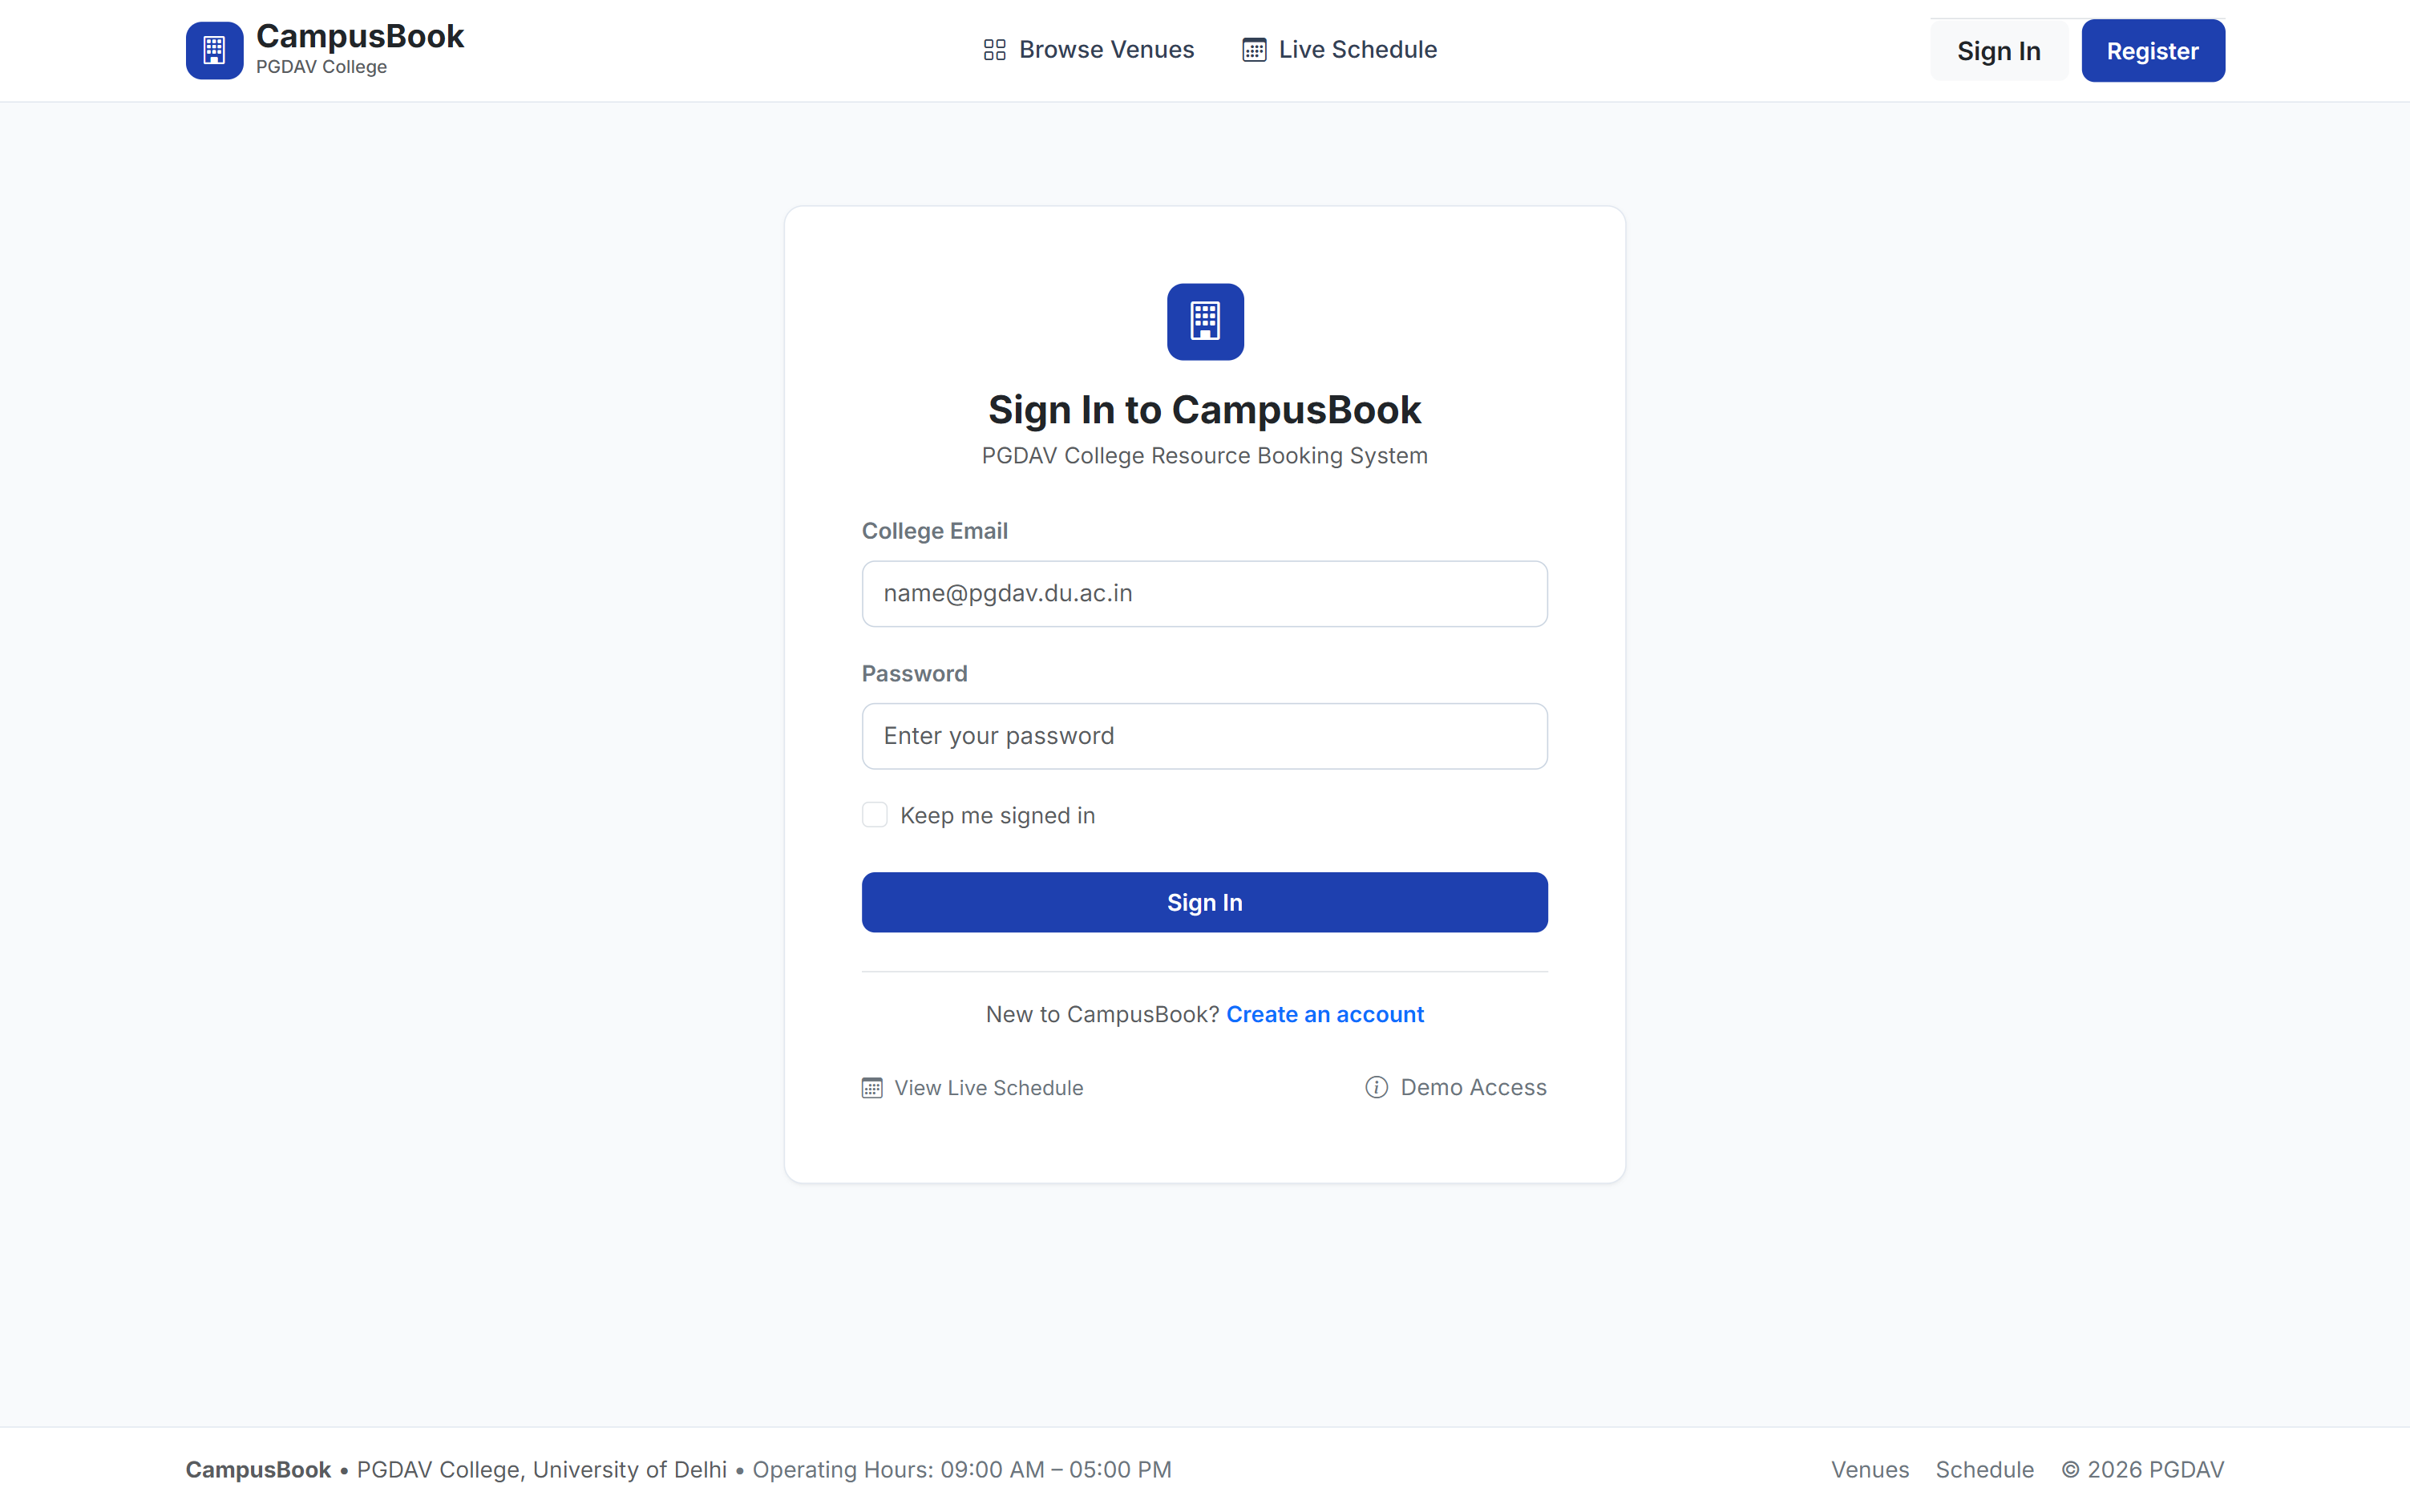 CampusBook
PGDAV College
Browse Venues
Live Schedule
Sign In
Register
Sign In to CampusBook
PGDAV College Resource Booking System
College Email
name@pgdav.du.ac.in
Password
Enter your password
Keep me signed in
Sign In
New to CampusBook? Create an account
View Live Schedule
Demo Access
CampusBook • PGDAV College, University of Delhi • Operating Hours: 09:00 AM – 05:00 PM
Venues
Schedule
© 2026 PGDAV